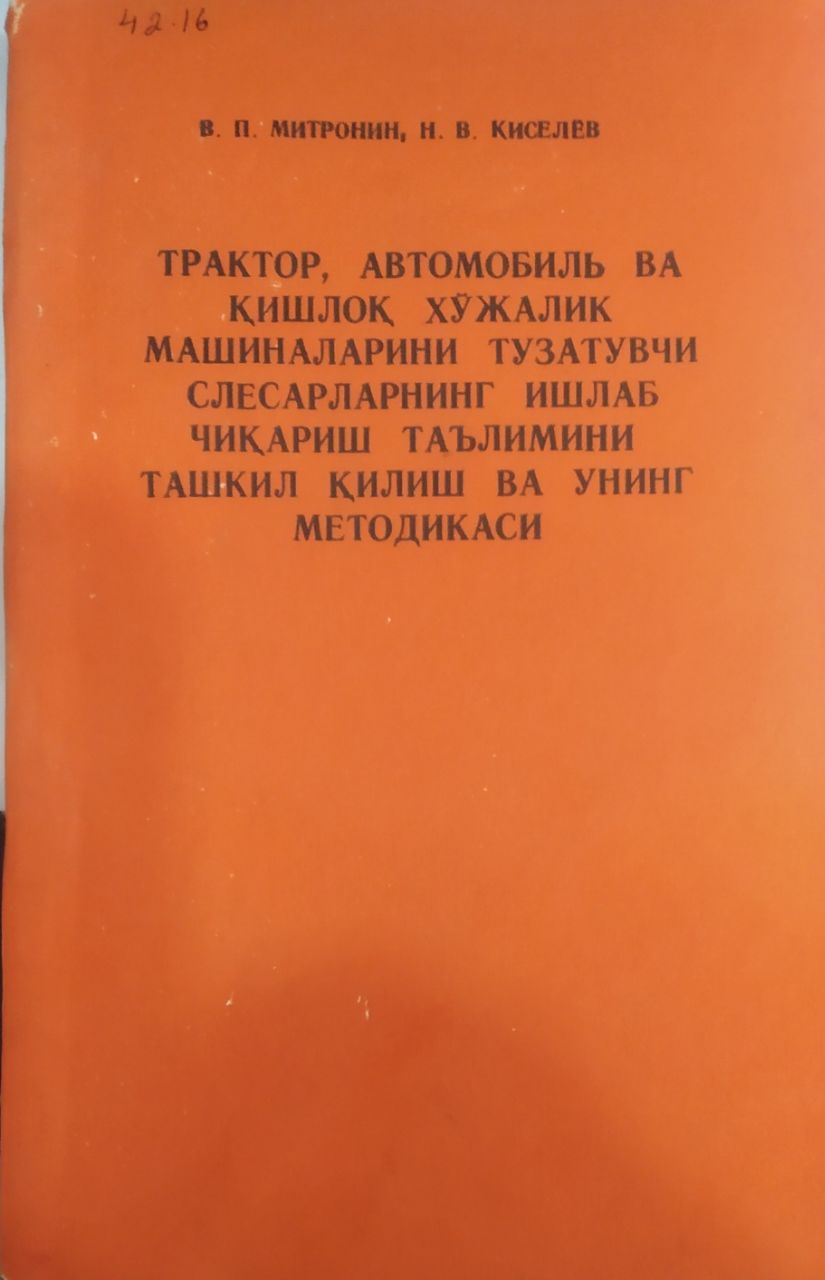 42.16
В. П. МИТРОНИН, Н. В. КИСЕЛЁВ
ТРАКТОР, АВТОМОБИЛЬ ВА
ҚИШЛОҚ ХЎЖАЛИК
МАШИНАЛАРИНИ ТУЗАТУВЧИ
СЛЕСАРЛАРНИНГ ИШЛАБ
ЧИҚАРИШ ТАЪЛИМИНИ
ТАШКИЛ ҚИЛИШ ВА УНИНГ
МЕТОДИКАСИ